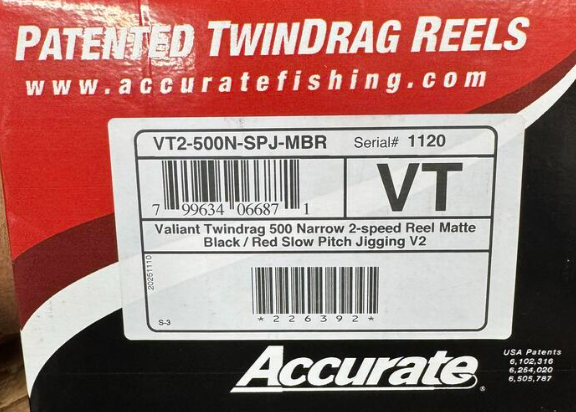 PATENTED TWINDRAG REELS
www.accuratefishing.com
VT2-500N-SPJ-MBR Serial# 1120
7 99634 06687 1
VT
Valiant Twindrag 500 Narrow 2-speed Reel Matte
Black / Red Slow Pitch Jigging V2
20251110
*226392*
S-3
Accurate.
USA Patents
6,102,316
6,254,020
6,505,787